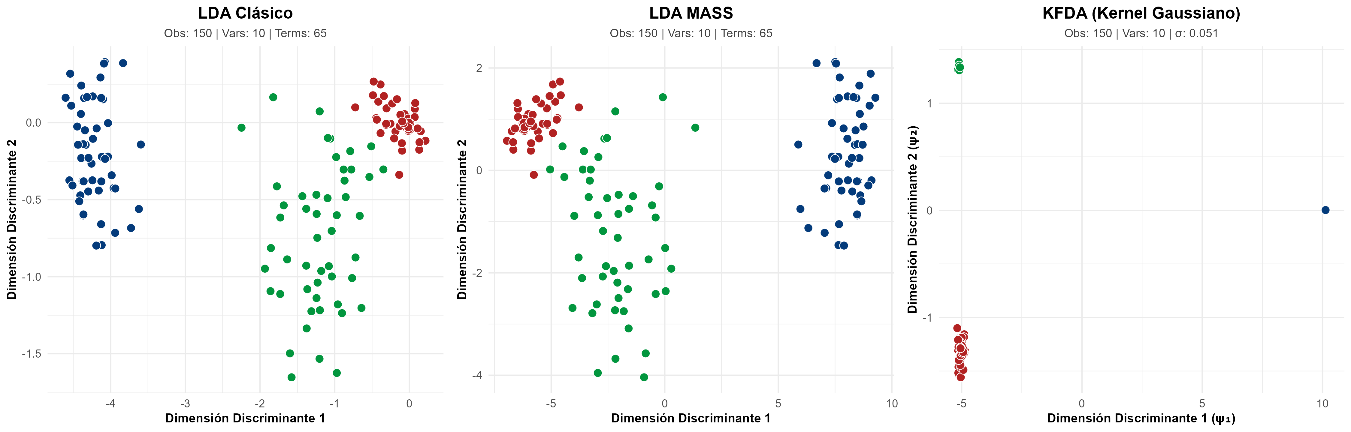 LDA Clásico
Obs: 150 | Vars: 10 | Terms: 65
Dimensión Discriminante 2
0.0
-0.5
-1.0
-1.5
-4
-3
-2
-1
0
Dimensión Discriminante 1
LDA MASS
Obs: 150 | Vars: 10 | Terms: 65
Dimensión Discriminante 2
2
0
-2
-4
-5
0
5
10
Dimensión Discriminante 1
KFDA (Kernel Gaussiano)
Obs: 150 | Vars: 10 | σ: 0.051
Dimensión Discriminante 2 (ψ₂)
1
0
-1
-5
0
5
10
Dimensión Discriminante 1 (ψ₁)